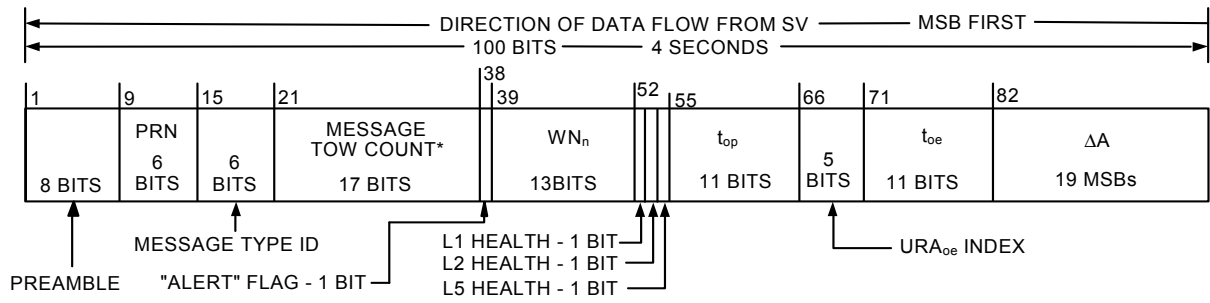 DIRECTION OF DATA FLOW FROM SV MSB FIRST
100 BITS 4 SECONDS
1 9 15 21 38 39 52 55 66 71 82
8 BITS
PRN
6
BITS
6
BITS
MESSAGE
TOW COUNT*
17 BITS
WNn
13BITS
top
11 BITS
5
BITS
toe
11 BITS
ΔA
19 MSBs
PREAMBLE
MESSAGE TYPE ID
"ALERT" FLAG - 1 BIT
L1 HEALTH - 1 BIT
L2 HEALTH - 1 BIT
L5 HEALTH - 1 BIT
URAoe INDEX